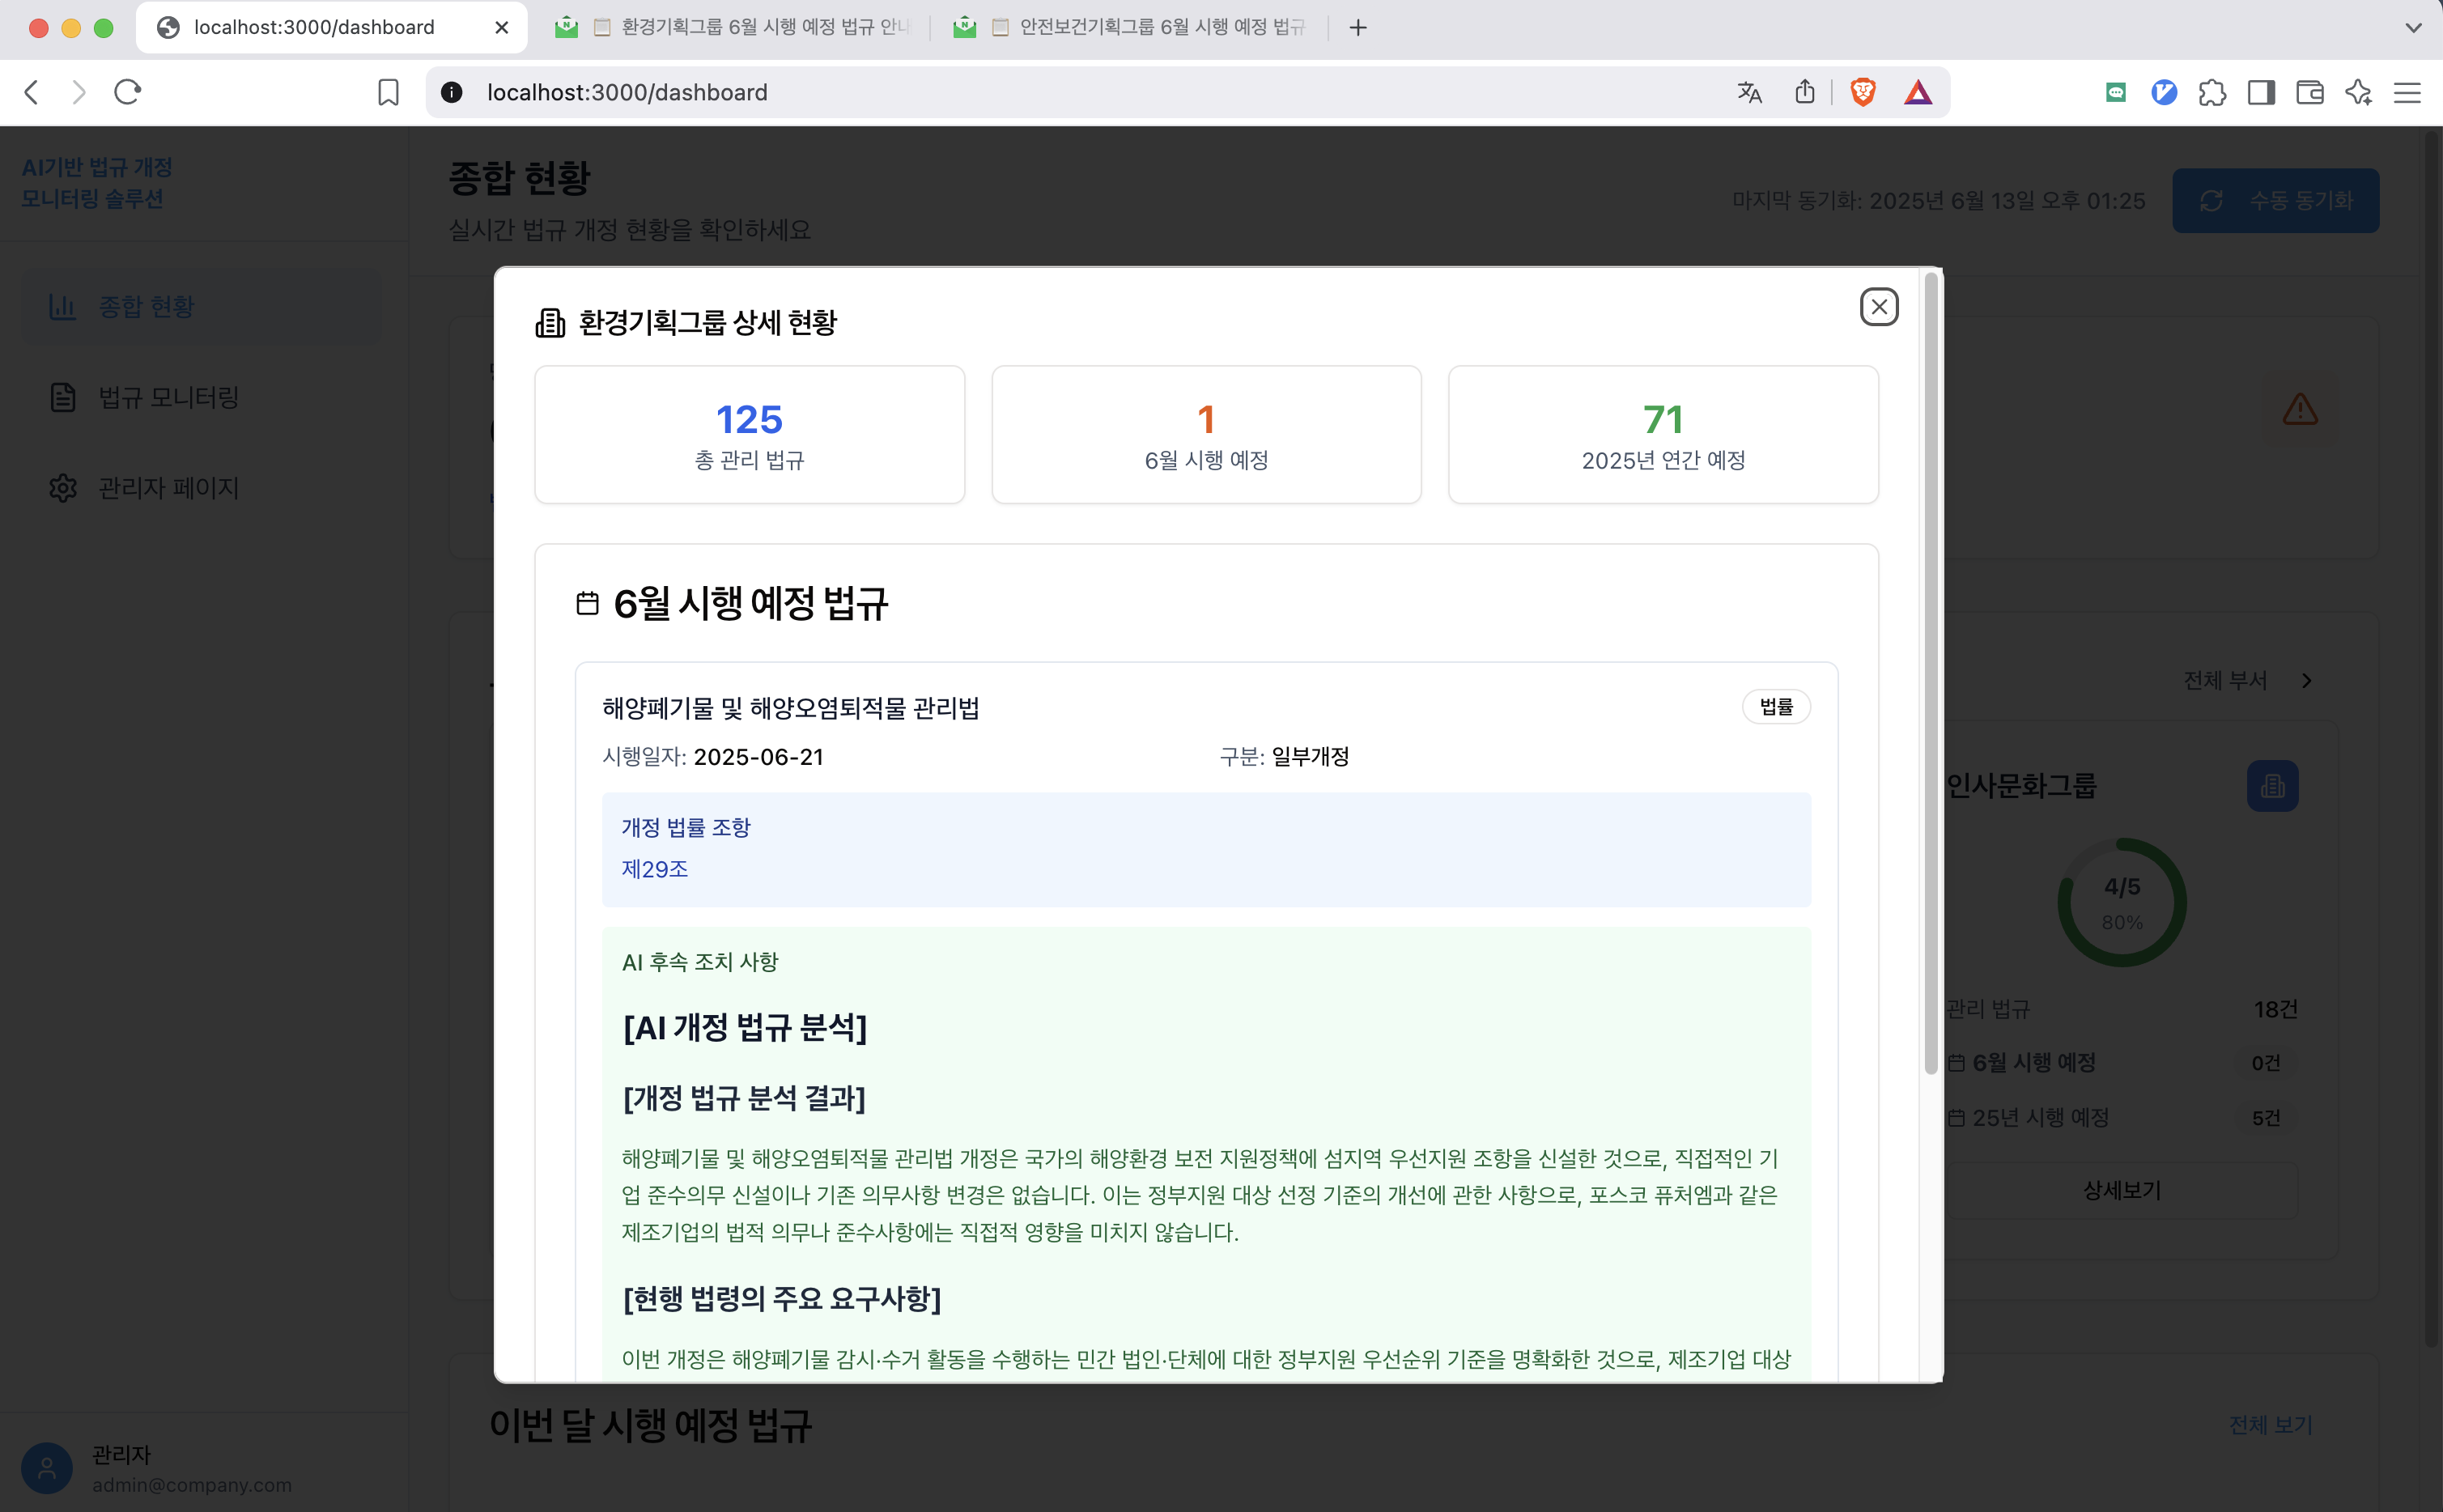 localhost:3000/dashboard
환경기획그룹 6월 시행 예정 법규 안내
안전보건기획그룹 6월 시행 예정 법규
localhost:3000/dashboard
AI기반 법규 개정
모니터링 솔루션
종합 현황
법규 모니터링
관리자 페이지
관리자
admin@company.com
종합 현황
실시간 법규 개정 현황을 확인하세요
마지막 동기화: 2025년 6월 13일 오후 01:25
수동 동기화
환경기획그룹 상세 현황
125
총 관리 법규
1
6월 시행 예정
71
2025년 연간 예정
6월 시행 예정 법규
해양폐기물 및 해양오염퇴적물 관리법
법률
시행일자: 2025-06-21
구분: 일부개정
개정 법률 조항
제29조
AI 후속 조치 사항
[AI 개정 법규 분석]
[개정 법규 분석 결과]
해양폐기물 및 해양오염퇴적물 관리법 개정은 국가의 해양환경 보전 지원정책에 섬지역 우선지원 조항을 신설한 것으로, 직접적인 기
업 준수의무 신설이나 기존 의무사항 변경은 없습니다. 이는 정부지원 대상 선정 기준의 개선에 관한 사항으로, 포스코 퓨처엠과 같은
제조기업의 법적 의무나 준수사항에는 직접적 영향을 미치지 않습니다.
[현행 법령의 주요 요구사항]
이번 개정은 해양폐기물 감시·수거 활동을 수행하는 민간 법인·단체에 대한 정부지원 우선순위 기준을 명확화한 것으로, 제조기업 대상
전체 부서
인사문화그룹
4/5
80%
관리 법규
18건
6월 시행 예정
0건
25년 시행 예정
5건
상세보기
이번 달 시행 예정 법규
전체 보기